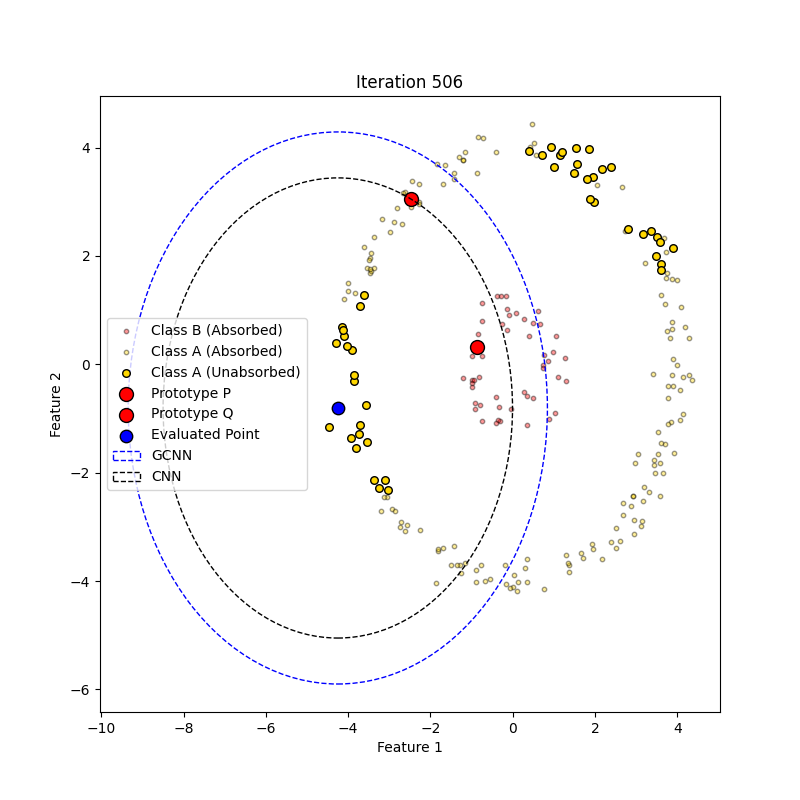 Iteration 506
4
2
0
−2
−4
−6
Feature 2
Class B (Absorbed)
Class A (Absorbed)
Class A (Unabsorbed)
Prototype P
Prototype Q
Evaluated Point
GCNN
CNN
−10 −8 −6 −4 −2 0 2 4
Feature 1